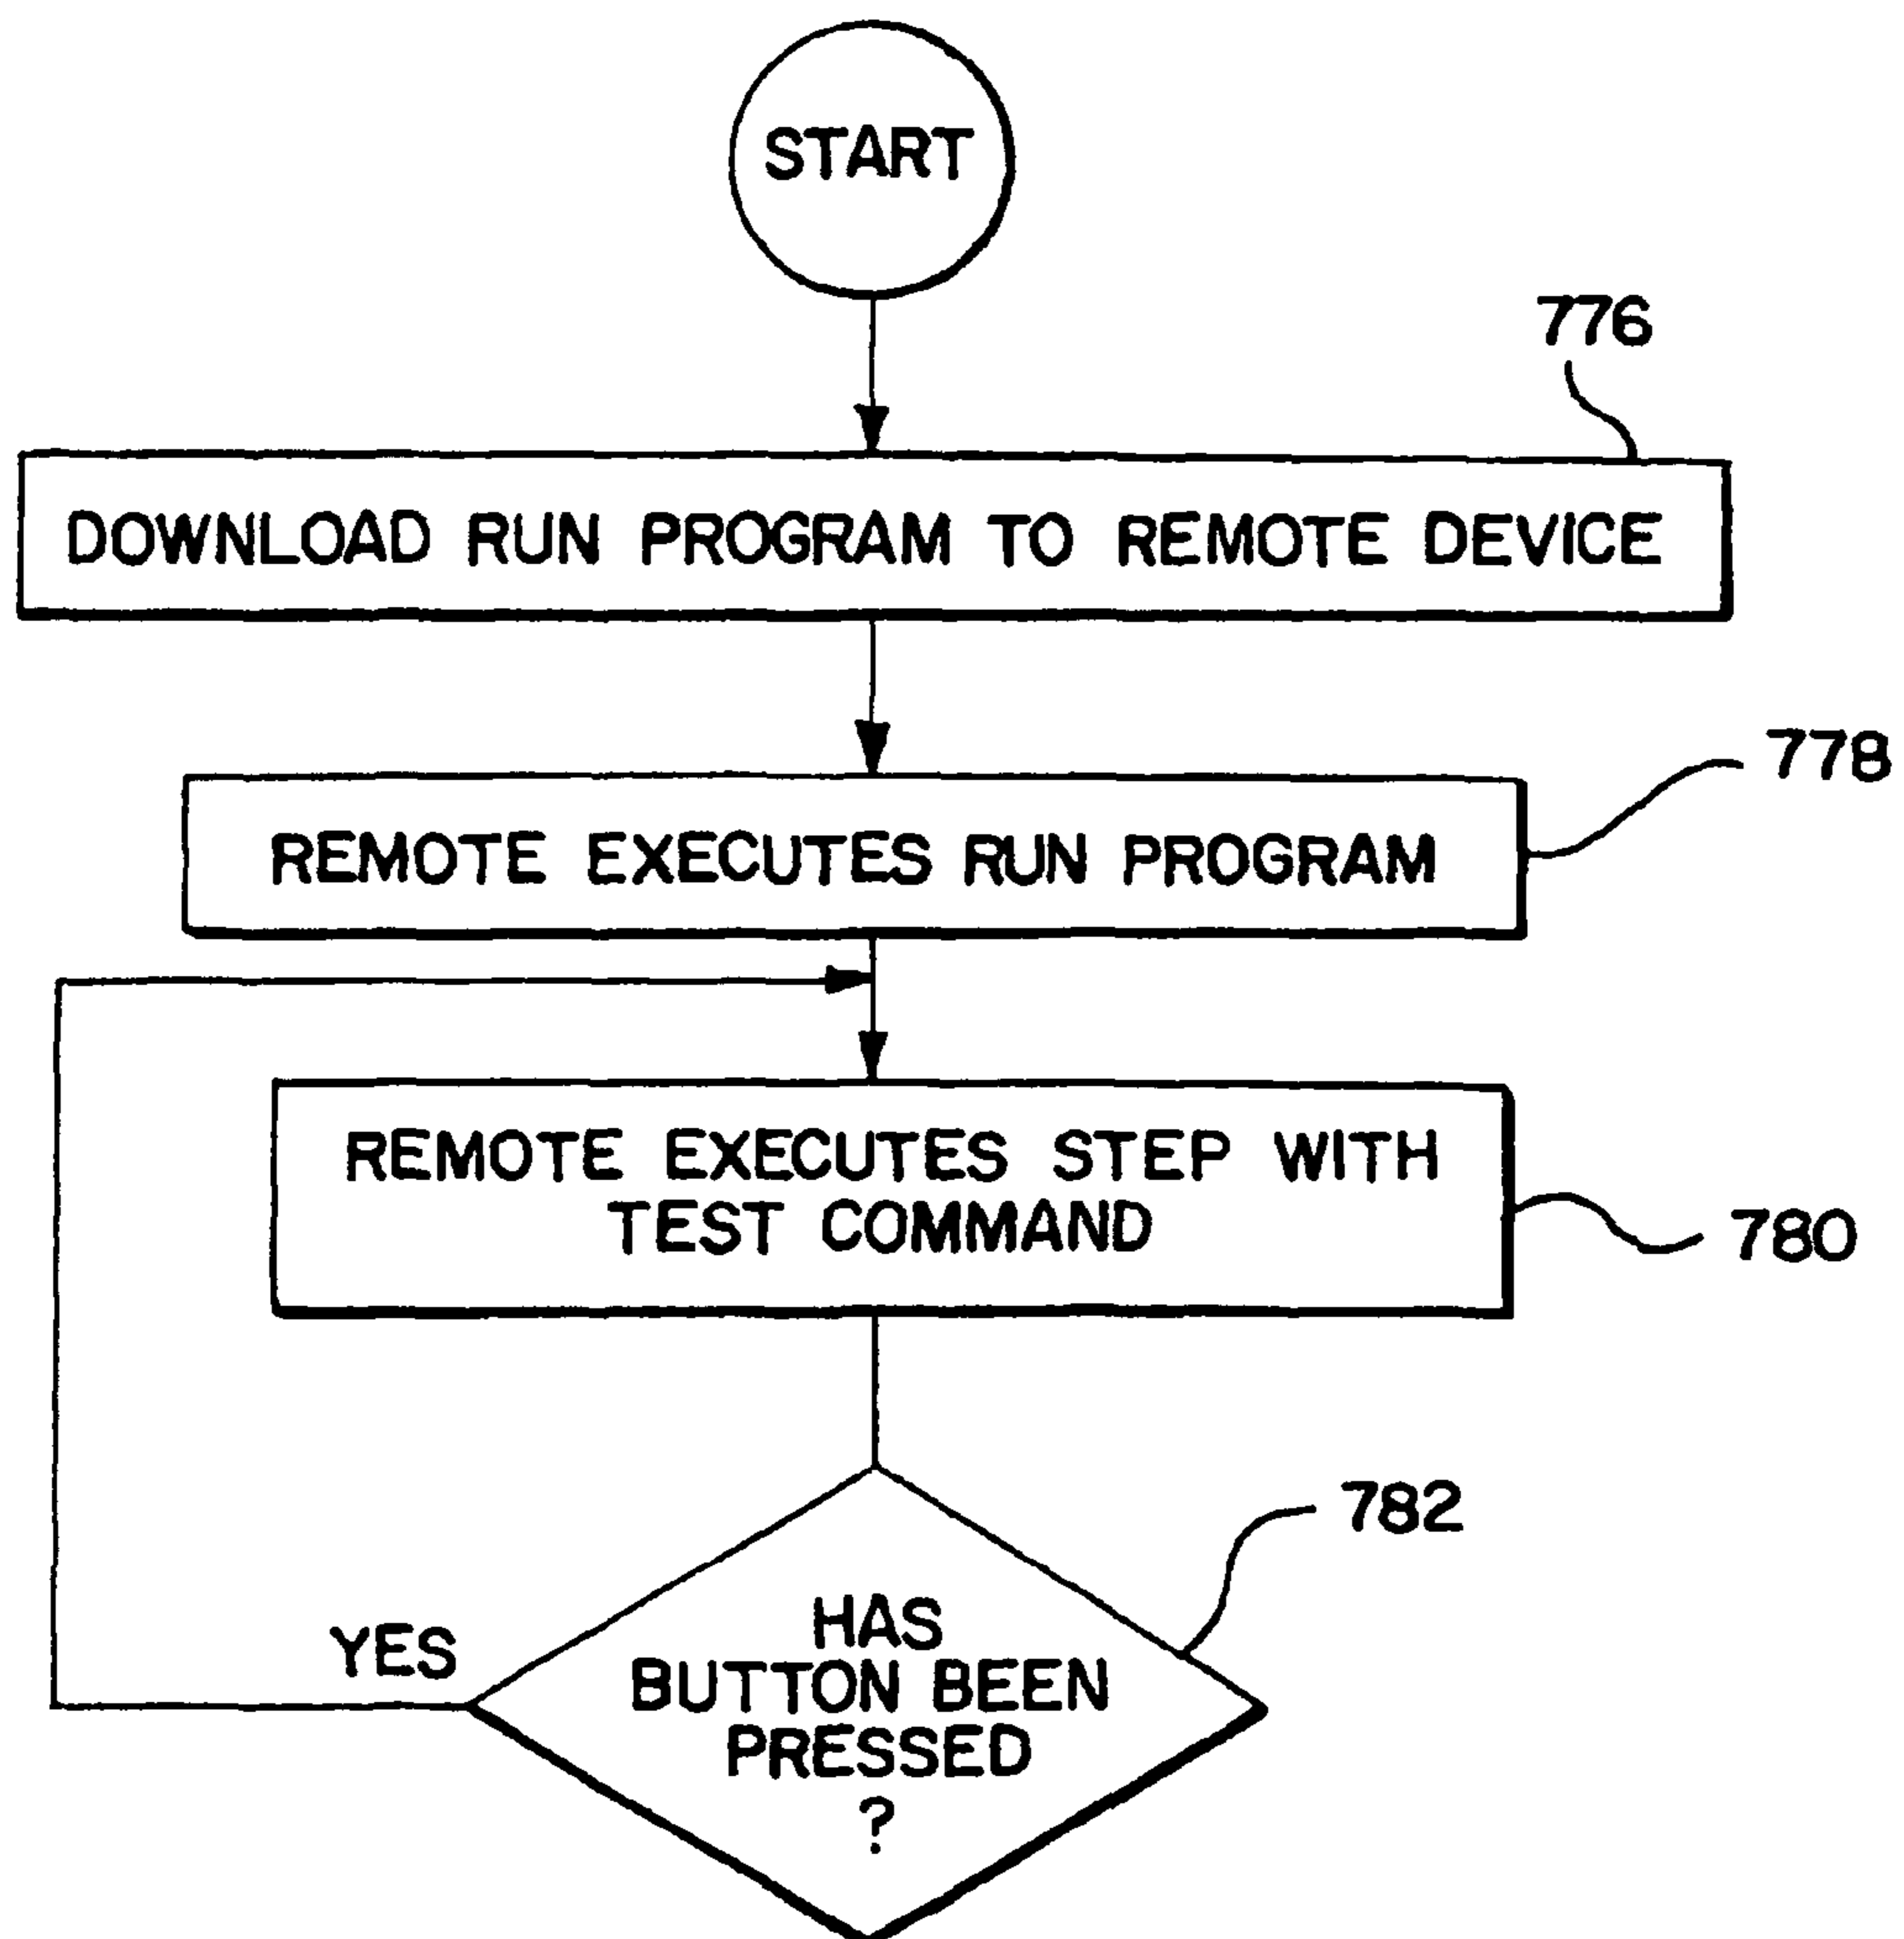 START
776
DOWNLOAD RUN PROGRAM TO REMOTE DEVICE
778
REMOTE EXECUTES RUN PROGRAM
REMOTE EXECUTES STEP WITH
TEST COMMAND
780
782
YES
HAS
BUTTON BEEN
PRESSED
?